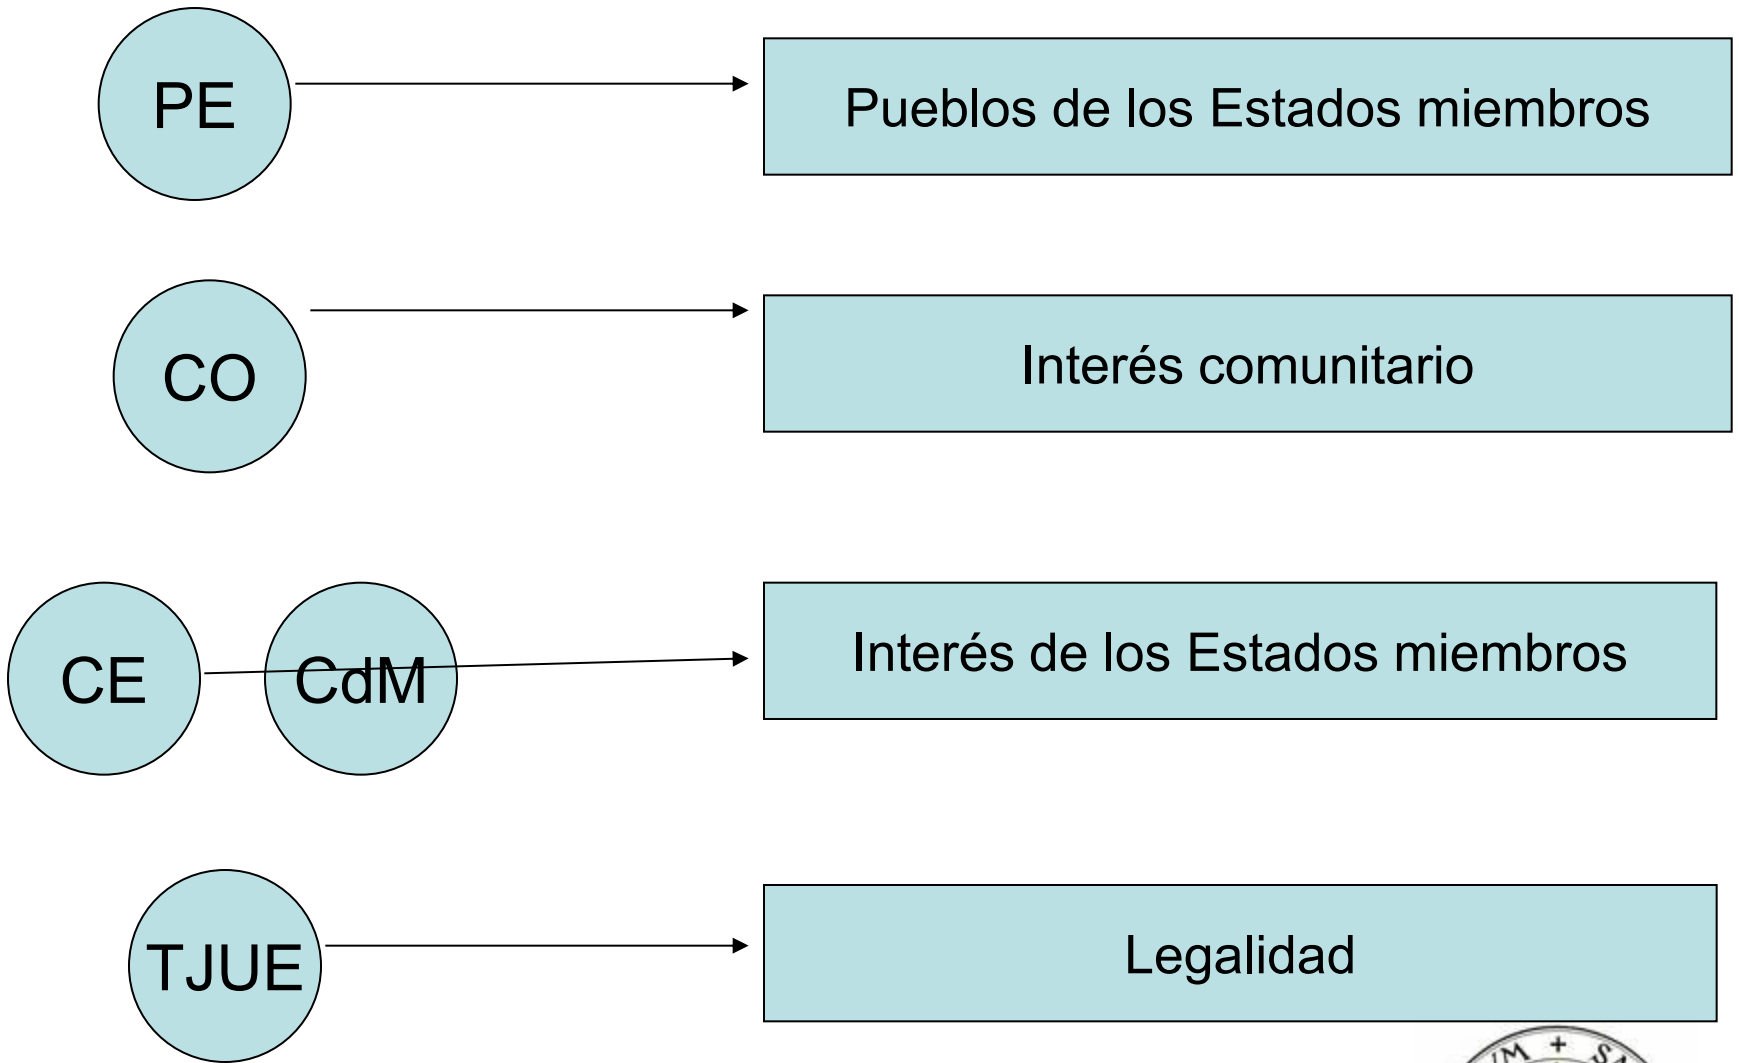 PE
Pueblos de los Estados miembros
CO
Interés comunitario
CE
CdM
Interés de los Estados miembros
TJUE
Legalidad